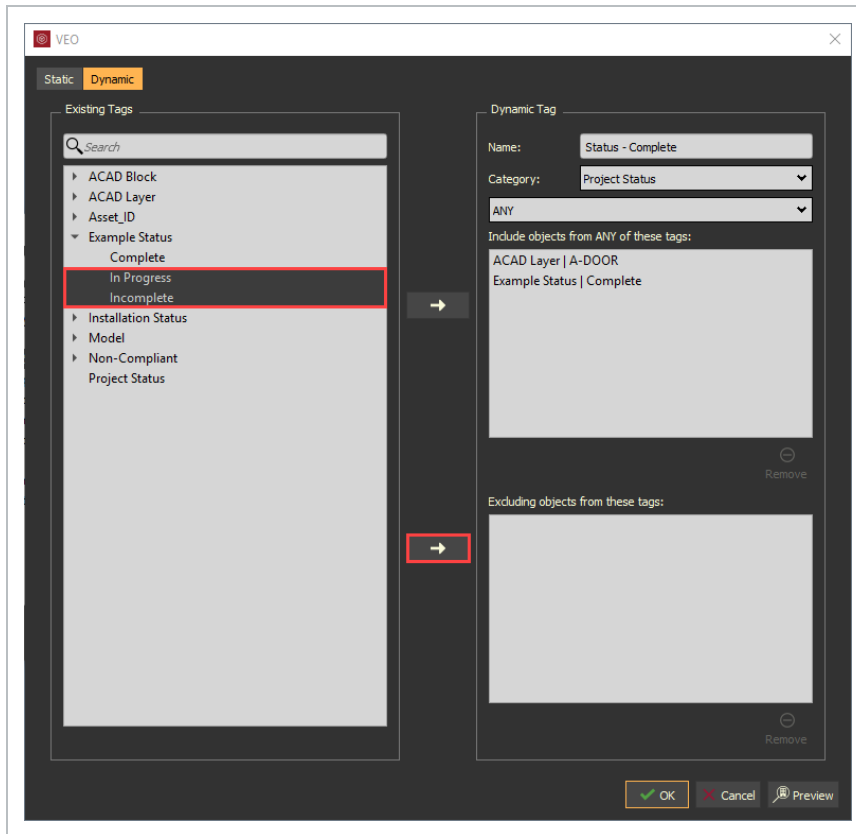 VEO
Static Dynamic
Existing Tags
Search
ACAD Block
ACAD Layer
Asset_ID
Example Status
Complete
In Progress
Incomplete
Installation Status
Model
Non-Compliant
Project Status
Dynamic Tag
Name: Status - Complete
Category: Project Status
ANY
Include objects from ANY of these tags:
ACAD Layer | A-DOOR
Example Status | Complete
Remove
Excluding objects from these tags:
Remove
OK Cancel Preview